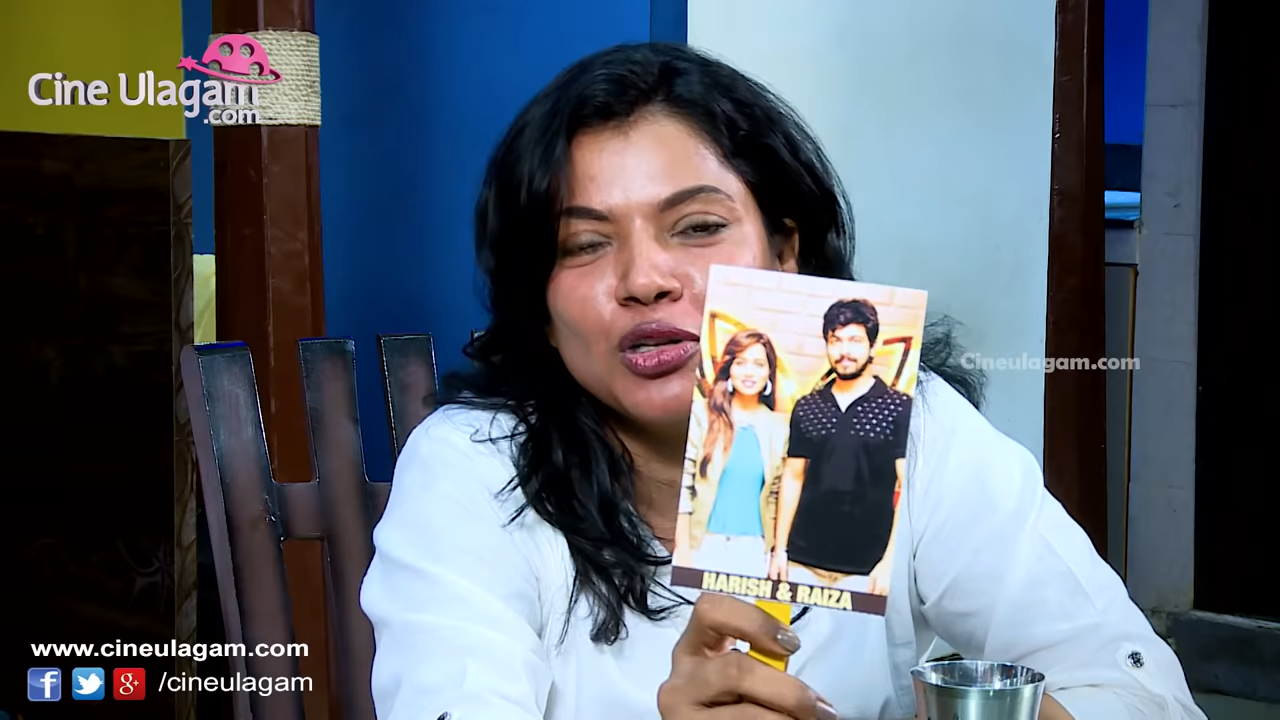 Cine Ulagam
.com
Cineulagam.com
HARISH & RAIZA
www.cineulagam.com
/cineulagam